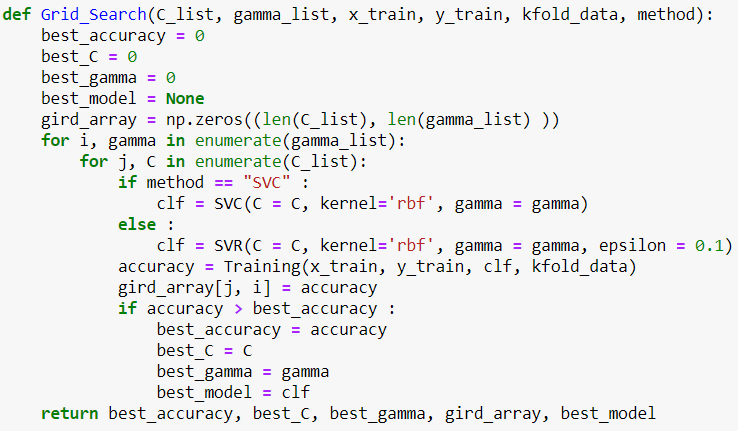 def Grid_Search(C_list, gamma_list, x_train, y_train, kfold_data, method):
    best_accuracy = 0
    best_C = 0
    best_gamma = 0
    best_model = None
    gird_array = np.zeros((len(C_list), len(gamma_list) ))
    for i, gamma in enumerate(gamma_list):
        for j, C in enumerate(C_list):
            if method == "SVC" :
                clf = SVC(C = C, kernel='rbf', gamma = gamma)
            else :
                clf = SVR(C = C, kernel='rbf', gamma = gamma, epsilon = 0.1)
            accuracy = Training(x_train, y_train, clf, kfold_data)
            gird_array[j, i] = accuracy
            if accuracy > best_accuracy :
                best_accuracy = accuracy
                best_C = C
                best_gamma = gamma
                best_model = clf
    return best_accuracy, best_C, best_gamma, gird_array, best_model